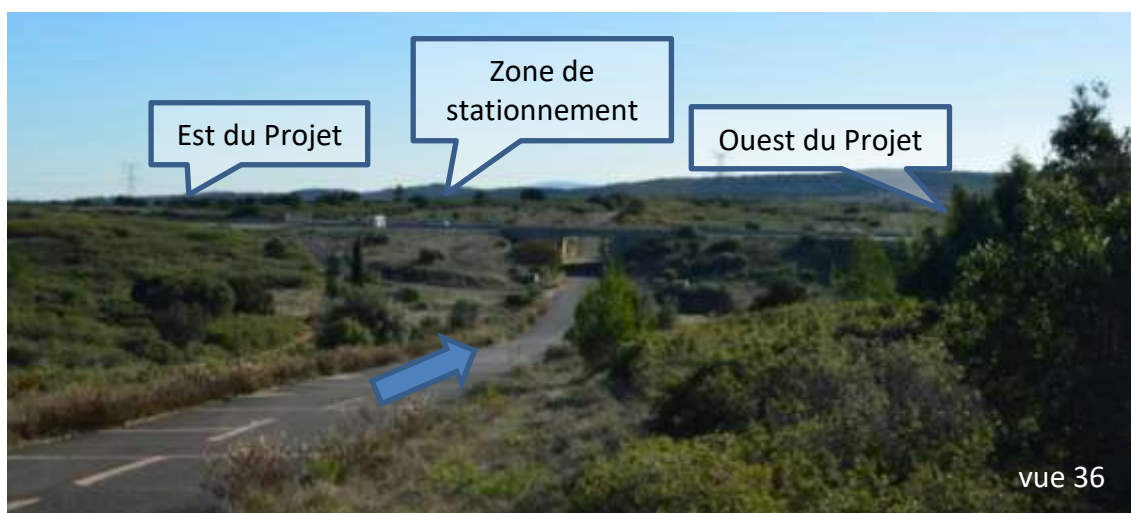 Zone de
stationnement
Est du Projet
Ouest du Projet
vue 36